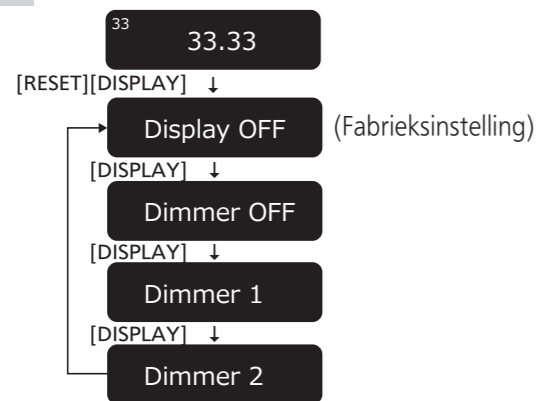 33
33.33
[RESET][DISPLAY] ↓
Display OFF (Fabrieksinstelling)
[DISPLAY] ↓
Dimmer OFF
[DISPLAY] ↓
Dimmer 1
[DISPLAY] ↓
Dimmer 2